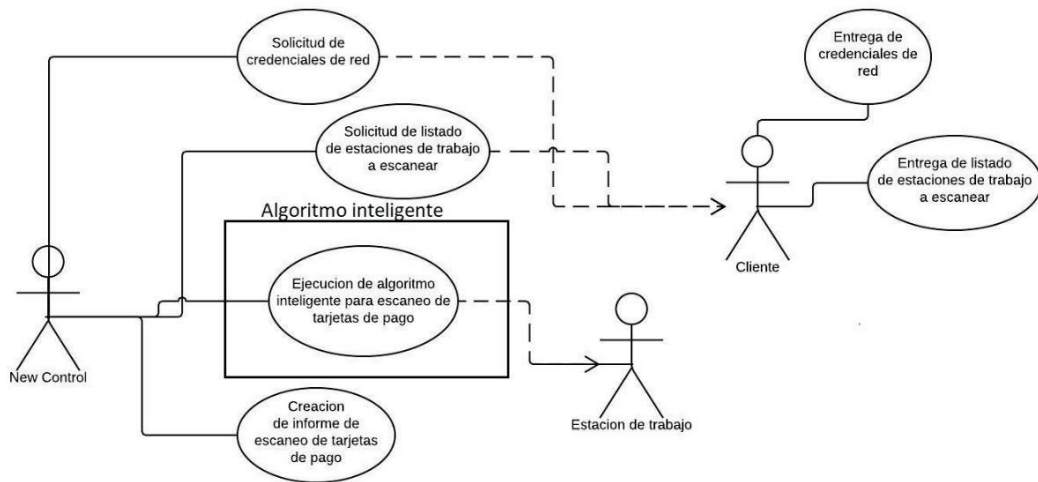 Solicitud de
credenciales de red
Entrega de
credenciales de
red
Solicitud de listado
de estaciones de trabajo
a escanear
Entrega de listado
de estaciones de trabajo
a escanear
Algoritmo inteligente
Cliente
Ejecucion de algoritmo
inteligente para escaneo de
tarjetas de pago
New Control
Estacion de trabajo
Creacion
de informe de
escaneo de tarjetas
de pago